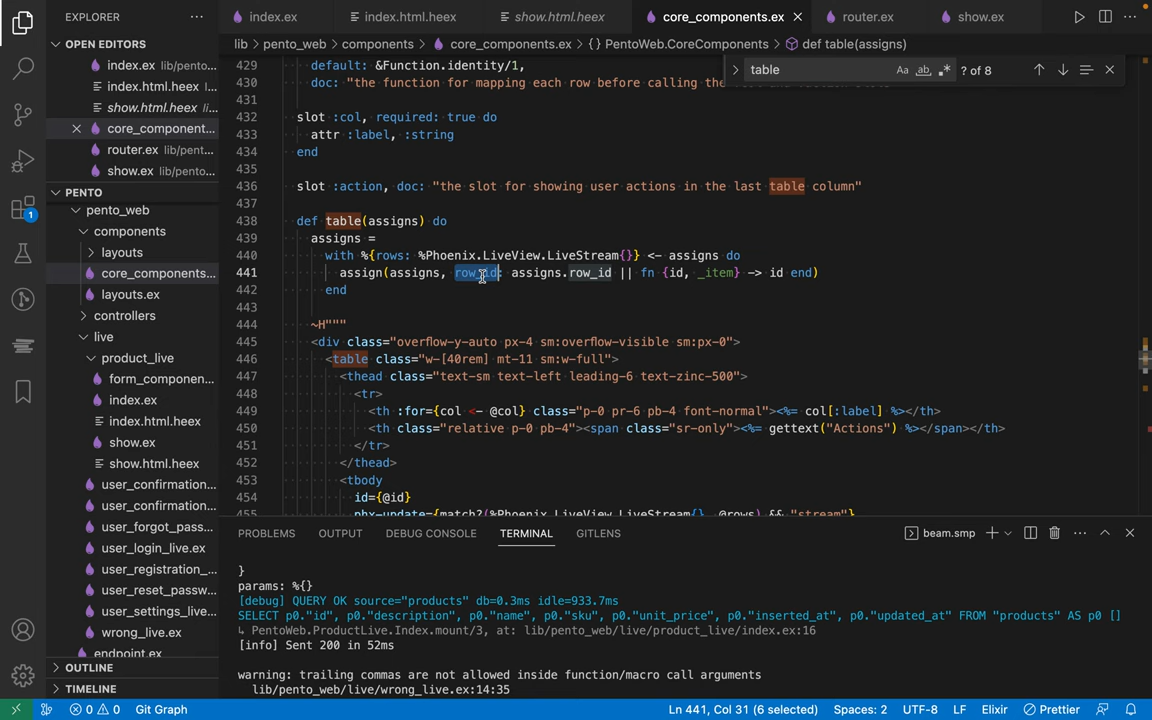 EXPLORER
index.ex
index.html.heex
show.html.heex
core_components.ex
router.ex
show.ex
lib > pento_web > components > core_components.ex > {} PentoWeb.CoreComponents > def table(assigns)
table
Aa
ab
.*
? of 8
OPEN EDITORS
index.ex lib/pento...
index.html.heex l...
show.html.heex li...
core_component...
router.ex lib/pent...
show.ex lib/pento...
PENTO
pento_web
components
layouts
core_components...
layouts.ex
controllers
live
product_live
form_componen...
index.ex
index.html.heex
show.ex
show.html.heex
user_confirmation...
user_confirmation...
user_forgot_pass...
user_login_live.ex
user_registration_...
user_reset_passw...
user_settings_live...
wrong_live.ex
endpoint.ex
OUTLINE
TIMELINE
1
429 default: &Function.identity/1,
430 doc: "the function for mapping each row before calling the
431
432 slot :col, required: true do
433 attr :label, :string
434 end
435
436 slot :action, doc: "the slot for showing user actions in the last table column"
437
438 def table(assigns) do
439 assigns =
440 with %{rows: %Phoenix.LiveView.LiveStream{}} <- assigns do
441 assign(assigns, row_id: assigns.row_id || fn {id, _item} -> id end)
442 end
443
444 ~H"""
445 <div class="overflow-y-auto px-4 sm:overflow-visible sm:px-0">
446 <table class="w-[40rem] mt-11 sm:w-full">
447 <thead class="text-sm text-left leading-6 text-zinc-500">
448 <tr>
449 <th :for={col <- @col} class="p-0 pr-6 pb-4 font-normal"><%= col[:label] %></th>
450 <th class="relative p-0 pb-4"><span class="sr-only"><%= gettext("Actions") %></span></th>
451 </tr>
452 </thead>
453 <tbody
454 id={@id}
455 phx-update={match?(%Phoenix.LiveView.LiveStream{}, @rows) && "stream"}
PROBLEMS OUTPUT DEBUG CONSOLE TERMINAL GITLENS
beam.smp
}
params: %{}
[debug] QUERY OK source="products" db=0.3ms idle=933.7ms
SELECT p0."id", p0."description", p0."name", p0."sku", p0."unit_price", p0."inserted_at", p0."updated_at" FROM "products" AS p0 []
↳ PentoWeb.ProductLive.Index.mount/3, at: lib/pento_web/live/product_live/index.ex:16
[info] Sent 200 in 52ms
warning: trailing commas are not allowed inside function/macro call arguments
lib/pento_web/live/wrong_live.ex:14:35
0 0 Git Graph
Ln 441, Col 31 (6 selected) Spaces: 2 UTF-8 LF Elixir Prettier